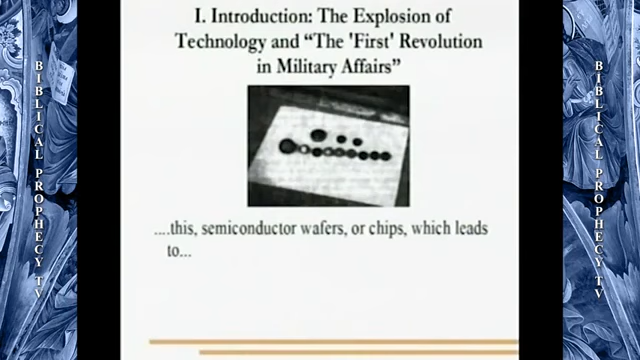 I. Introduction: The Explosion of
Technology and “The 'First' Revolution
in Military Affairs”
....this, semiconductor wafers, or chips, which leads
to...
BIBLICAL PROPHECY TV
BIBLICAL PROPHECY TV